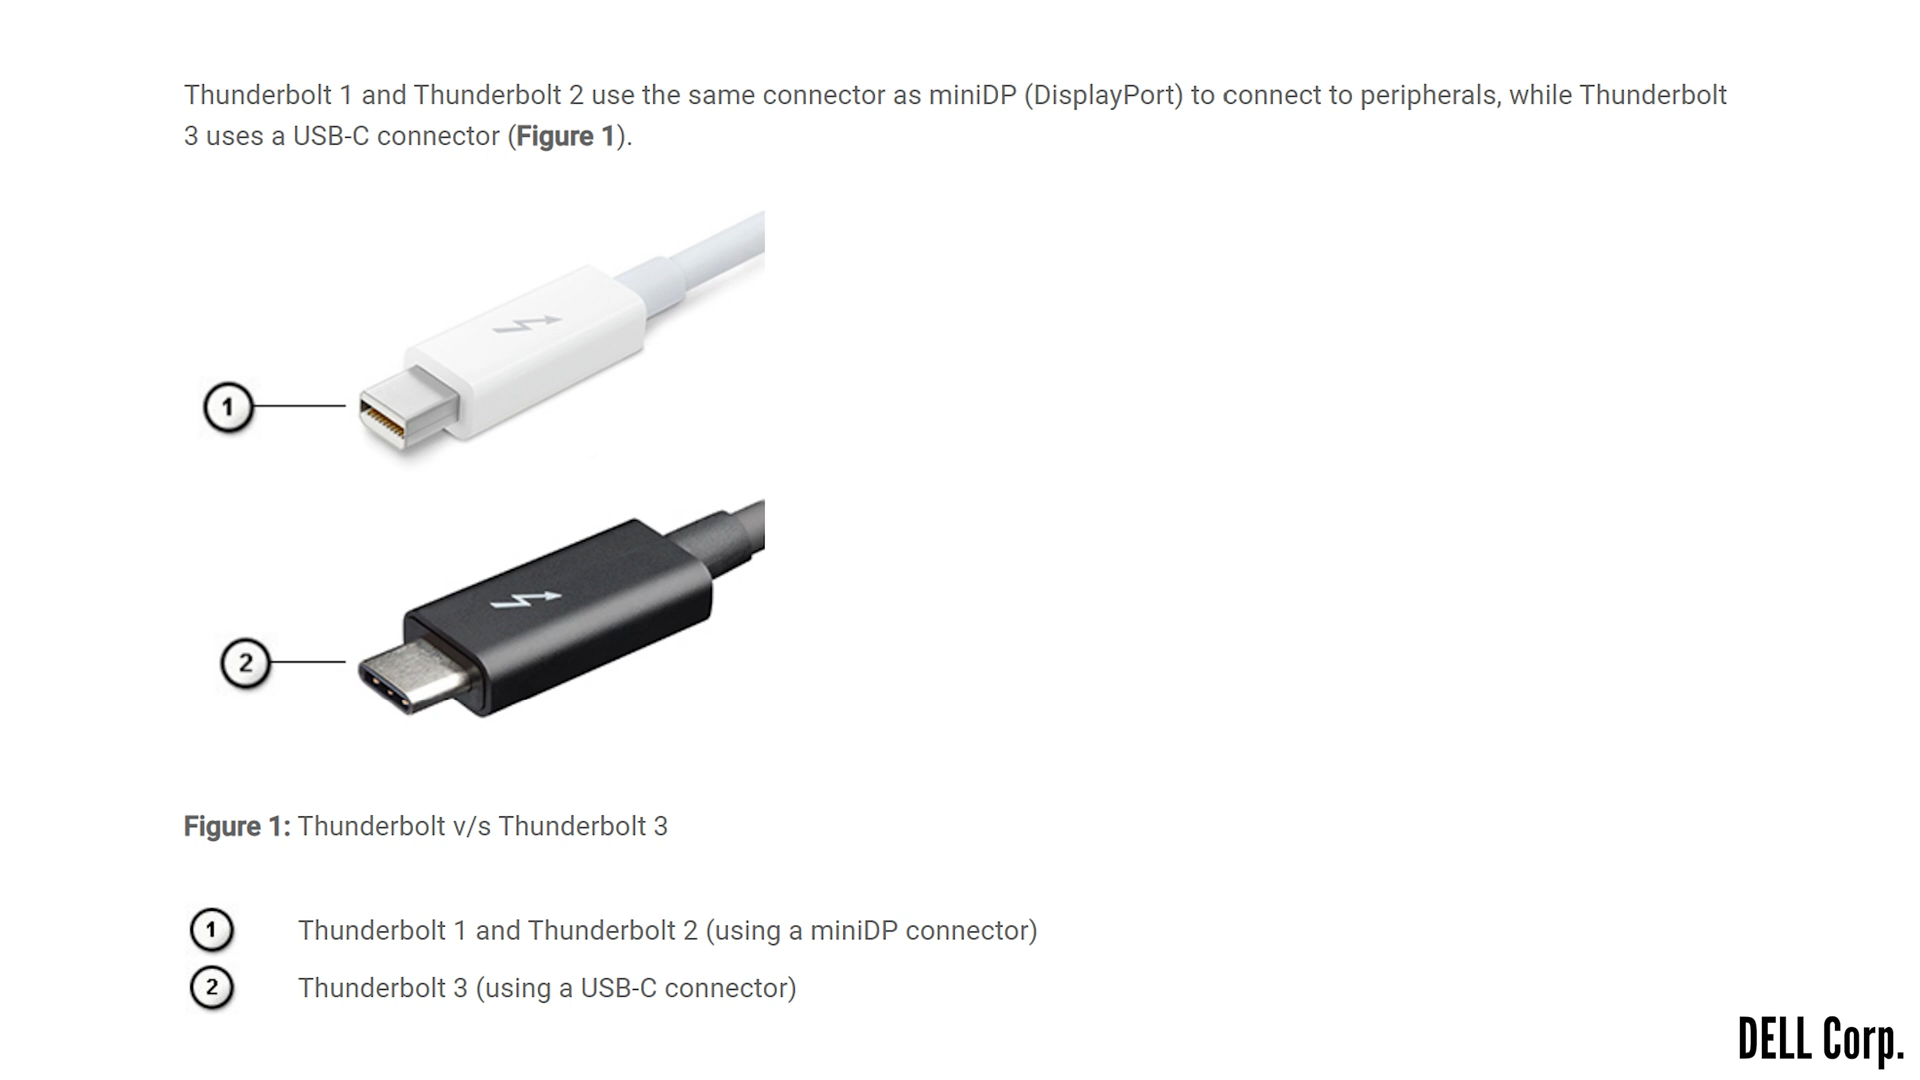 Thunderbolt 1 and Thunderbolt 2 use the same connector as miniDP (DisplayPort) to connect to peripherals, while Thunderbolt
3 uses a USB-C connector (Figure 1).
1
2
Figure 1: Thunderbolt v/s Thunderbolt 3
1 Thunderbolt 1 and Thunderbolt 2 (using a miniDP connector)
2 Thunderbolt 3 (using a USB-C connector)
DELL Corp.